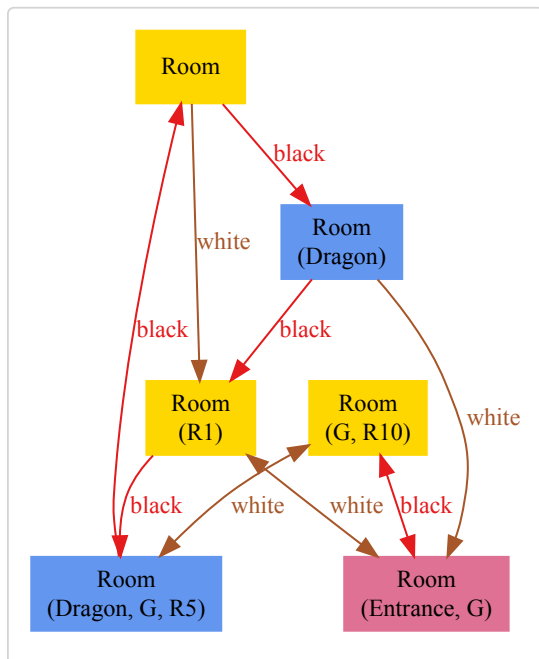 Room
black
Room
(Dragon)
white
black
black
Room
(R1)
Room
(G, R10)
white
black
white
white
black
Room
(Dragon, G, R5)
Room
(Entrance, G)